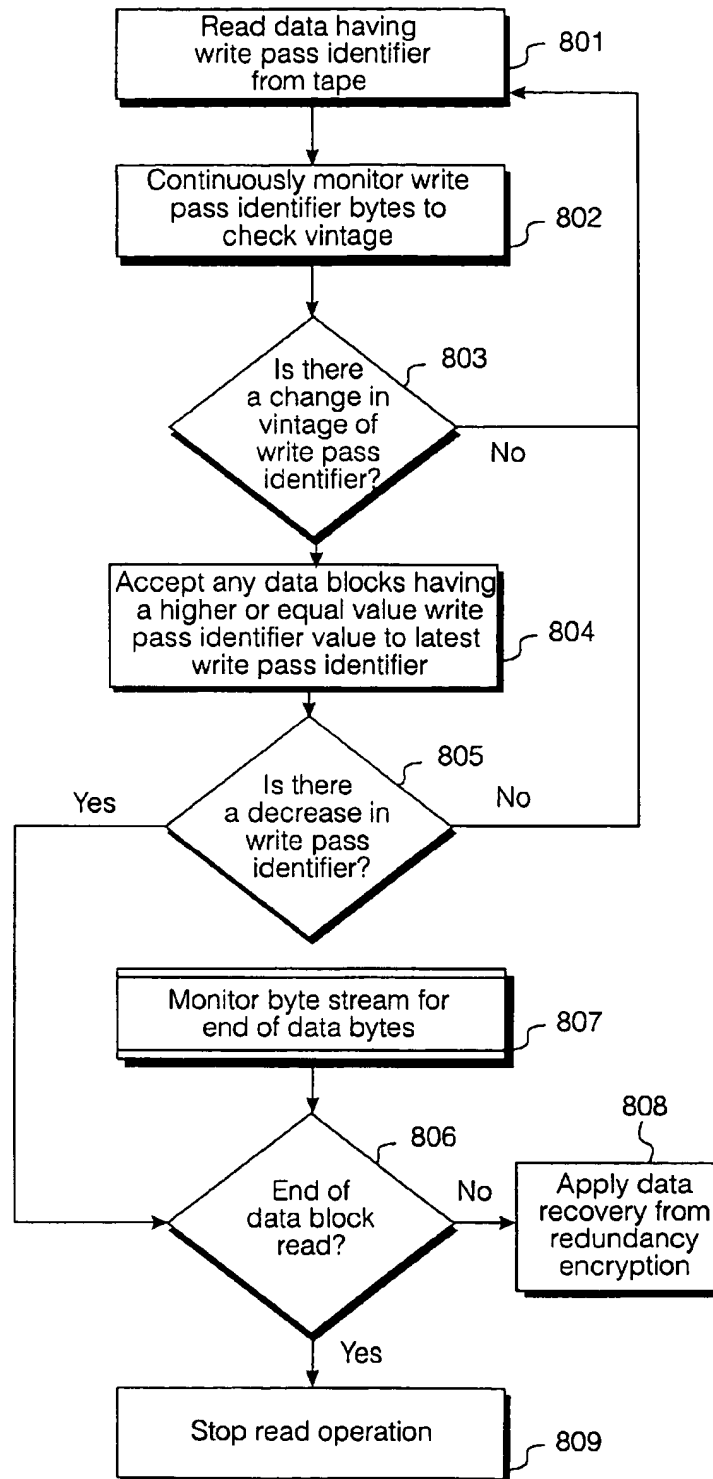 Read data having
write pass identifier
from tape
801
Continuously monitor write
pass identifier bytes to
check vintage
802
Is there
a change in
vintage of
write pass
identifier?
803
No
Accept any data blocks having
a higher or equal value write
pass identifier value to latest
write pass identifier
804
Is there
a decrease in
write pass
identifier?
805
Yes
No
Monitor byte stream for
end of data bytes
807
End of
data block
read?
806
No
808
Apply data
recovery from
redundancy
encryption
Yes
Stop read operation
809